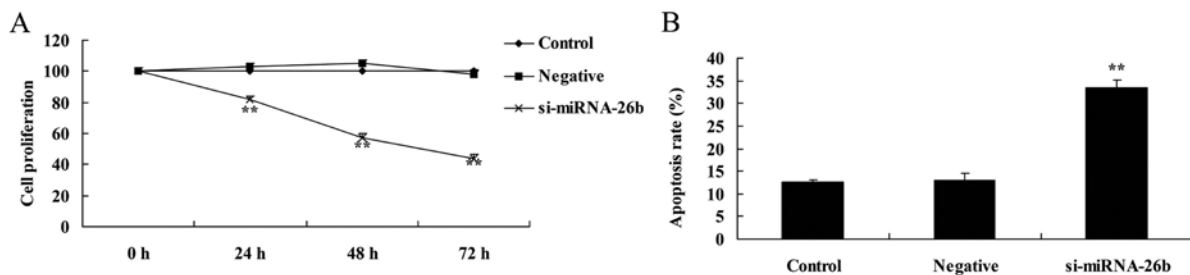 A
Cell proliferation
120
100
80
60
40
20
0
**
**
**
0 h
24 h
48 h
72 h
Control
Negative
si-miRNA-26b
B
Apoptosis rate (%)
40
35
30
25
20
15
10
5
0
**
Control
Negative
si-miRNA-26b